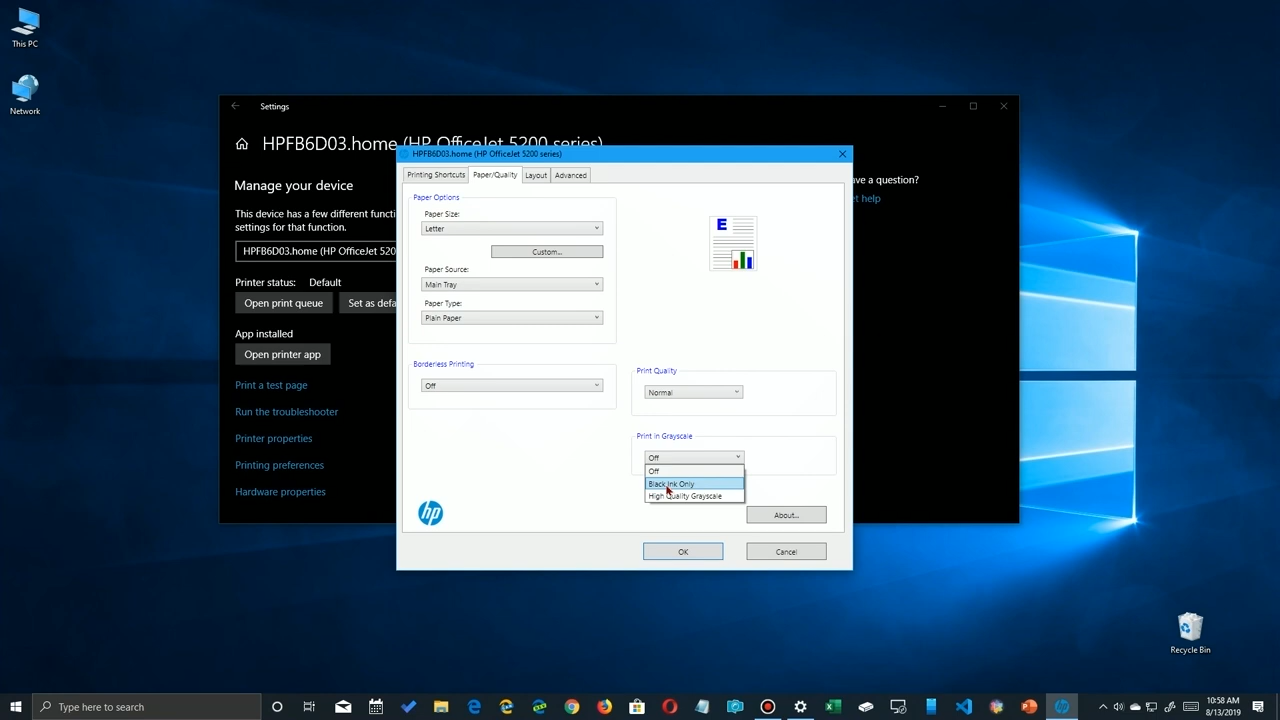 This PC
Network
Settings
HPFB6D03.home (HP OfficeJet 5200 series)
Manage your device
This device has a few different functi
settings for that function.
HPFB6D03.home (HP OfficeJet 520
Printer status: Default
Open print queue
Set as defa
App installed
Open printer app
Print a test page
Run the troubleshooter
Printer properties
Printing preferences
Hardware properties
ave a question?
et help
HPFB6D03.home (HP OfficeJet 5200 series)
Printing Shortcuts
Paper/Quality
Layout
Advanced
Paper Options
Paper Size:
Letter
Custom...
Paper Source:
Main Tray
Paper Type:
Plain Paper
E
Borderless Printing
Off
Print Quality
Normal
Print in Grayscale
Off
Off
Black Ink Only
High Quality Grayscale
hp
About...
OK
Cancel
Recycle Bin
Type here to search
10:58 AM
8/13/2019